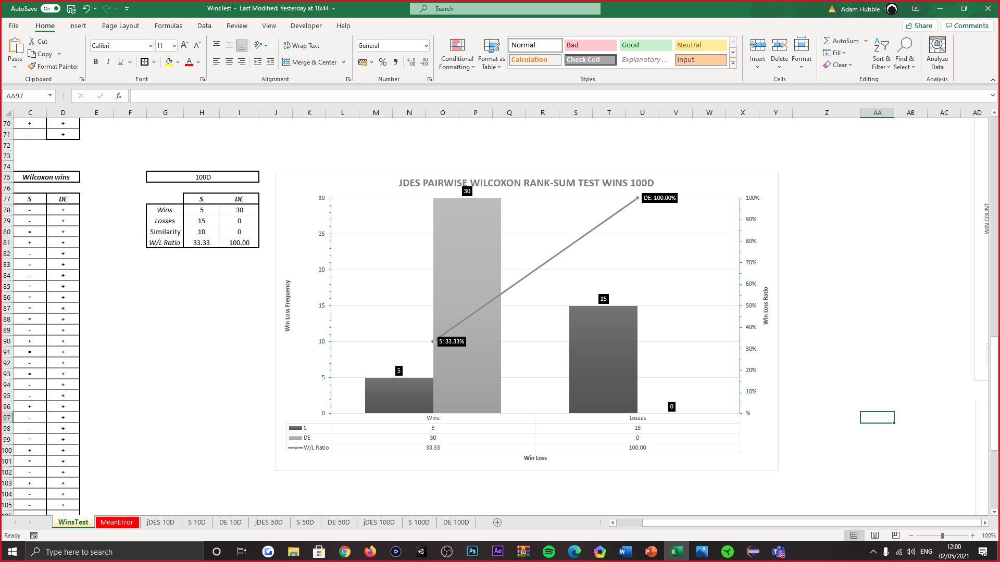 AutoSave On WinsTest - Last Modified: Yesterday at 18:44 Search Adam Hubble
File Home Insert Page Layout Formulas Data Review View Developer Help Share Comments
Paste Cut Copy Format Painter Clipboard
Calibri 11 A A B I U A Font
ab Wrap Text Merge & Center Alignment
General % 9 .00 Number
Conditional Formatting Format as Table
Normal Bad Good Neutral
Calculation Check Cell Explanatory ... Input
Styles
Insert Delete Format Cells
AutoSum Fill Clear Sort & Filter Find & Select Editing
Analyze Data Analysis
AA97 fx
C D E F G H I J K L M N O P Q R S T U V W X Y Z AA AB AC AD
70 + +
71 - +
72
73
74
75 Wilcoxon wins 100D
76
77 S DE S DE
78 - + Wins 5 30
79 - + Losses 15 0
80 = + Similarity 10 0
81 + + W/L Ratio 33.33 100.00
82 - +
83 = +
84 - +
85 = +
86 = +
87 = +
88 = +
89 - +
90 + +
91 = +
92 - +
93 = +
94 - +
95 - +
96 + +
97 - +
98 - +
99 = +
100 + +
101 = +
102 - +
103 + +
104 - +
105 - +
JDES PAIRWISE WILCOXON RANK-SUM TEST WINS 100D
30
25
20
15
10
5
0
Win Loss Frequency
5
30
15
0
S: 33.33%
DE: 100.00%
100%
90%
80%
70%
60%
50%
40%
30%
20%
10%
%
Win Loss Ratio
Wins Losses
S 5 15
DE 30 0
W/L Ratio 33.33 100.00
Win Loss
WIN COUNT
WinsTest MeanError jDES 10D S 10D DE 10D jDES 50D S 50D DE 50D jDES 100D S 100D DE 100D
Ready 100%
Type here to search Ps Ae ENG 12:00
02/05/2021